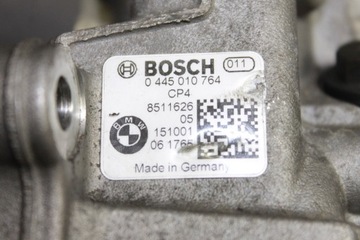 BOSCH 011
0 445 010 764
CP4
8511626
05
BMW
151001
06 1765
Made in Germany